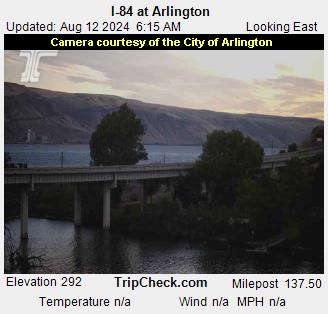 I-84 at Arlington
Updated: Aug 12 2024 6:15 AM Looking East
Camera courtesy of the City of Arlington
Elevation 292 TripCheck.com Milepost 137.50
Temperature n/a Wind n/a MPH n/a